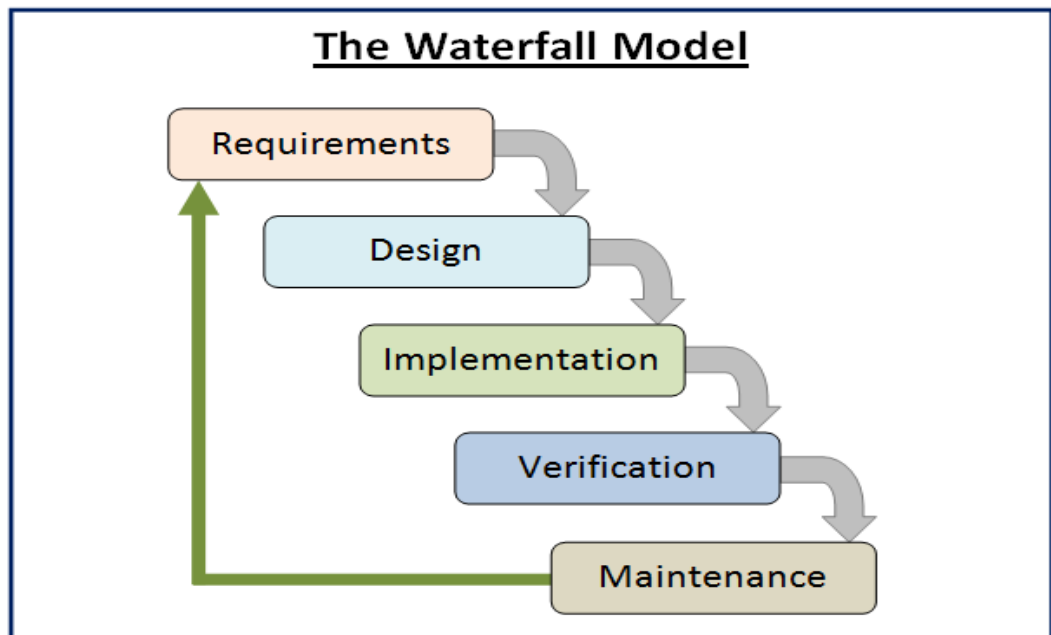 The Waterfall Model
Requirements
Design
Implementation
Verification
Maintenance